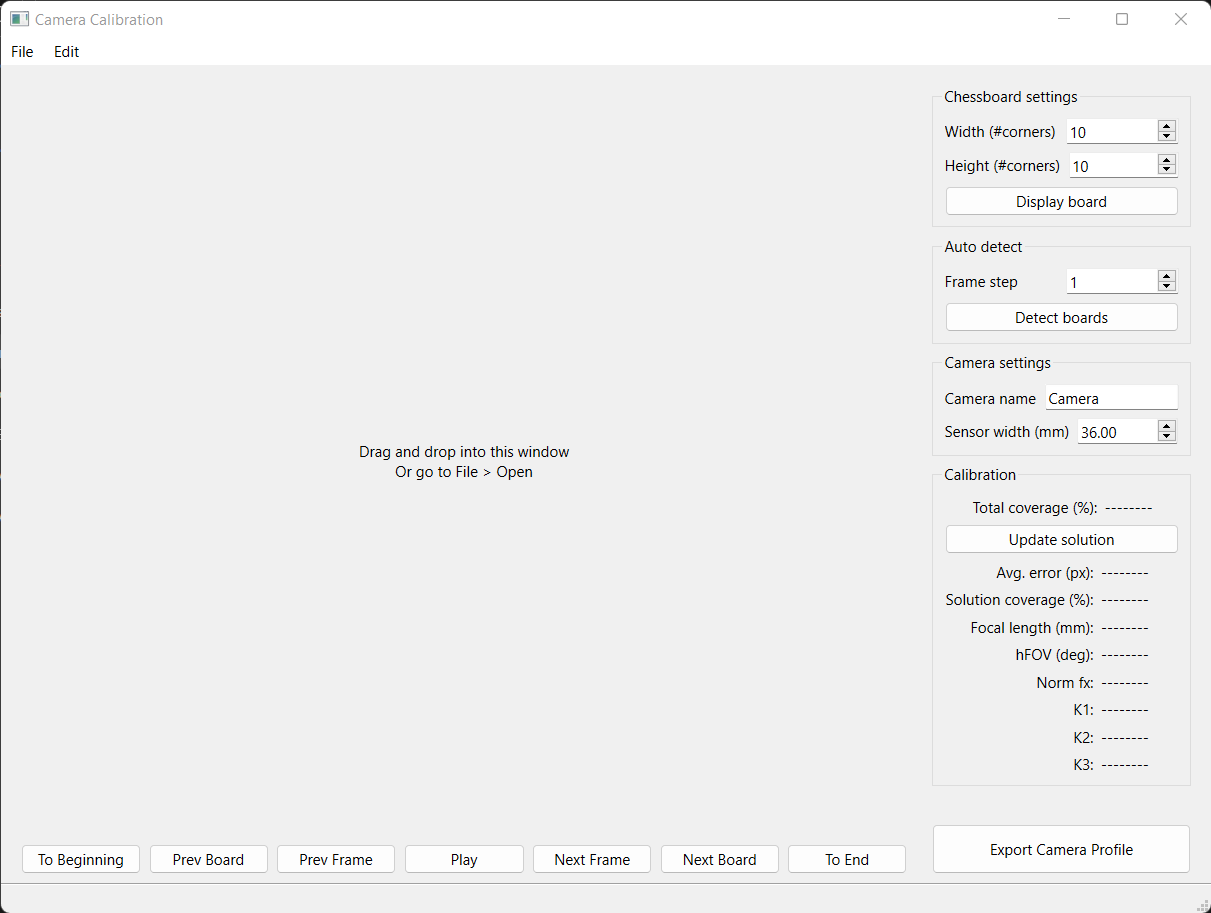 Camera Calibration
File Edit
Chessboard settings
Width (#corners) 10
Height (#corners) 10
Display board
Auto detect
Frame step 1
Detect boards
Camera settings
Camera name Camera
Sensor width (mm) 36.00
Drag and drop into this window
Or go to File > Open
Calibration
Total coverage (%): --------
Update solution
Avg. error (px): --------
Solution coverage (%): --------
Focal length (mm): --------
hFOV (deg): --------
Norm fx: --------
K1: --------
K2: --------
K3: --------
To Beginning Prev Board Prev Frame Play Next Frame Next Board To End
Export Camera Profile